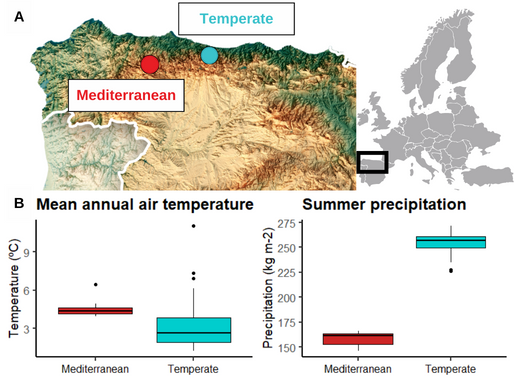 A
Temperate
Mediterranean
B
Mean annual air temperature
Summer precipitation
Temperature (ºC)
9
6
3
Mediterranean
Temperate
Precipitation (kg m-2)
275
250
225
200
175
150
Mediterranean
Temperate